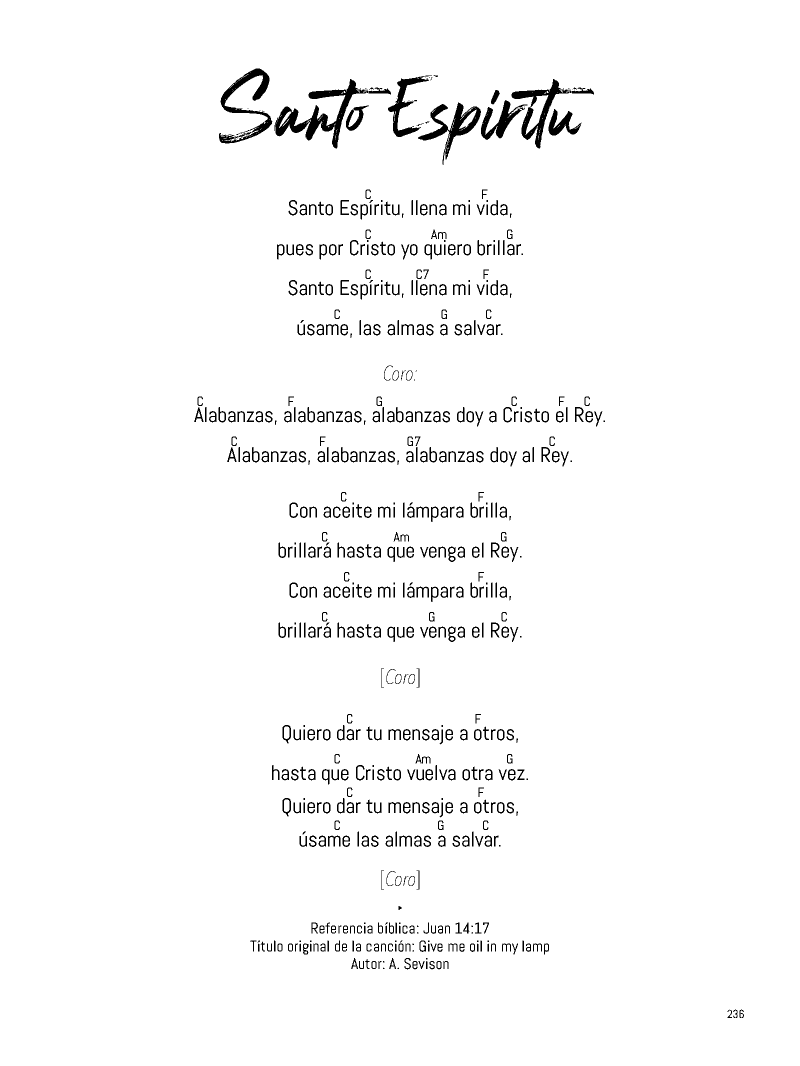 Santo Espíritu
C F
Santo Espíritu, llena mi vida,
C Am G
pues por Cristo yo quiero brillar.
C C7 F
Santo Espíritu, llena mi vida,
C G C
úsame, las almas a salvar.
Coro:
C F G C F C
Alabanzas, alabanzas, alabanzas doy a Cristo el Rey.
C F G7 C
Alabanzas, alabanzas, alabanzas doy al Rey.
C F
Con aceite mi lámpara brilla,
C Am G
brillará hasta que venga el Rey.
C F
Con aceite mi lámpara brilla,
C G C
brillará hasta que venga el Rey.
[Coro]
C F
Quiero dar tu mensaje a otros,
C Am G
hasta que Cristo vuelva otra vez.
C F
Quiero dar tu mensaje a otros,
C G C
úsame las almas a salvar.
[Coro]
Referencia bíblica: Juan 14:17
Título original de la canción: Give me oil in my lamp
Autor: A. Sevison
236